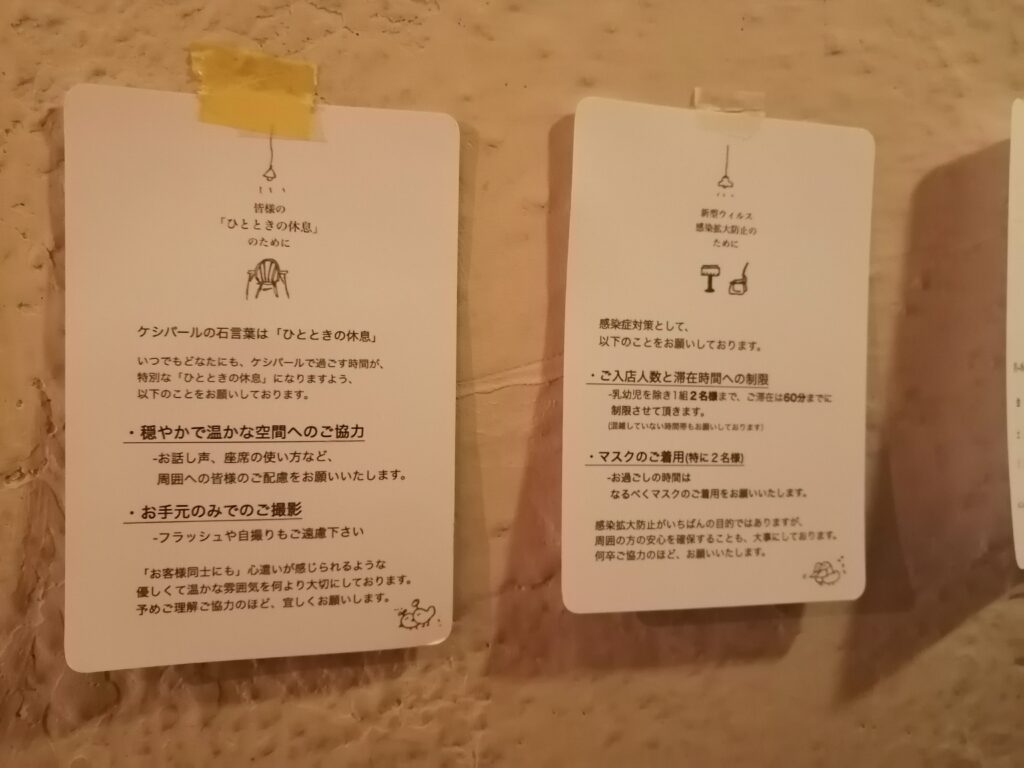 皆様の
「ひとときの休息」
のために
ケシパールの石言葉は「ひとときの休息」
いつでもどなたにも、ケシパールで過ごす時間が、
特別な「ひとときの休息」になりますよう、
以下のことをお願いしております。
・穏やかで温かな空間へのご協力
-お話し声、座席の使い方など、
周囲への皆様のご配慮をお願いいたします。
・お手元のみでのご撮影
-フラッシュや自撮りもご遠慮下さい
「お客様同士にも」心遣いが感じられるような
優しくて温かな雰囲気を何より大切にしております。
予めご理解ご協力のほど、宜しくお願いします。
新型ウィルス
感染拡大防止の
ために
感染症対策として、
以下のことをお願いしております。
・ご入店人数と滞在時間への制限
-乳幼児を除き1組2名様まで、ご滞在は60分までに
制限させて頂きます。
(混雑していない時間帯もお願いしております)
・マスクのご着用(特に2名様)
-お過ごしの時間は
なるべくマスクのご着用をお願いいたします。
感染拡大防止がいちばんの目的ではありますが、
周囲の方の安心を確保することも、大事にしております。
何卒ご協力のほど、お願いいたします。